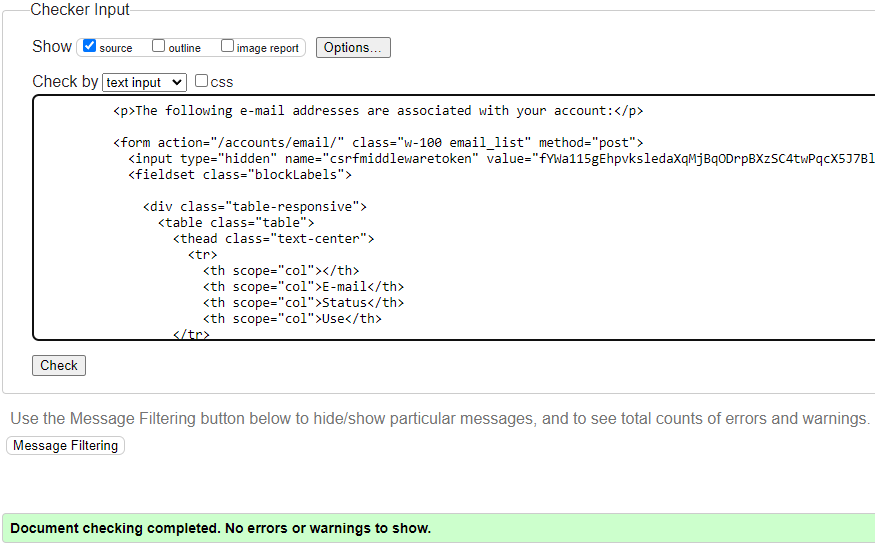 Checker Input
Show source outline image report Options...
Check by text input css
<p>The following e-mail addresses are associated with your account:</p>
<form action="/accounts/email/" class="w-100 email_list" method="post">
<input type="hidden" name="csrfmiddlewaretoken" value="fYWa115gEhpvksledaXqMjBqODrpBXzSC4twPqcX5J7Bl
<fieldset class="blockLabels">
<div class="table-responsive">
<table class="table">
<thead class="text-center">
<tr>
<th scope="col"></th>
<th scope="col">E-mail</th>
<th scope="col">Status</th>
<th scope="col">Use</th>
</tr>
Check
Use the Message Filtering button below to hide/show particular messages, and to see total counts of errors and warnings.
Message Filtering
Document checking completed. No errors or warnings to show.